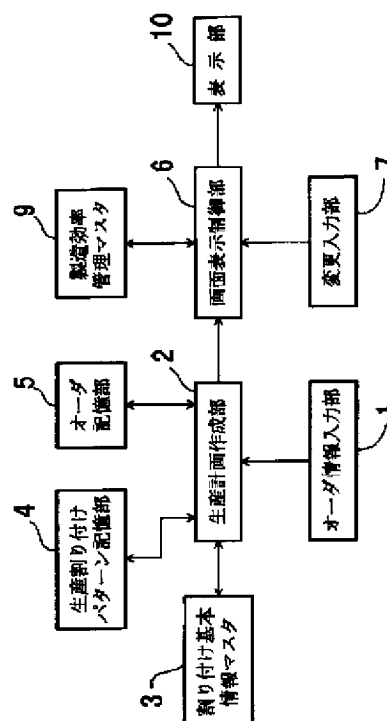 10
表示部
9
製造効率
管理マスタ
6
画面表示制御部
7
変更入力部
5
オーダ
記憶部
2
生産計画作成部
1
オーダ情報入力部
4
生産割り付け
パターン記憶部
3
割り付け基本
情報マスタ